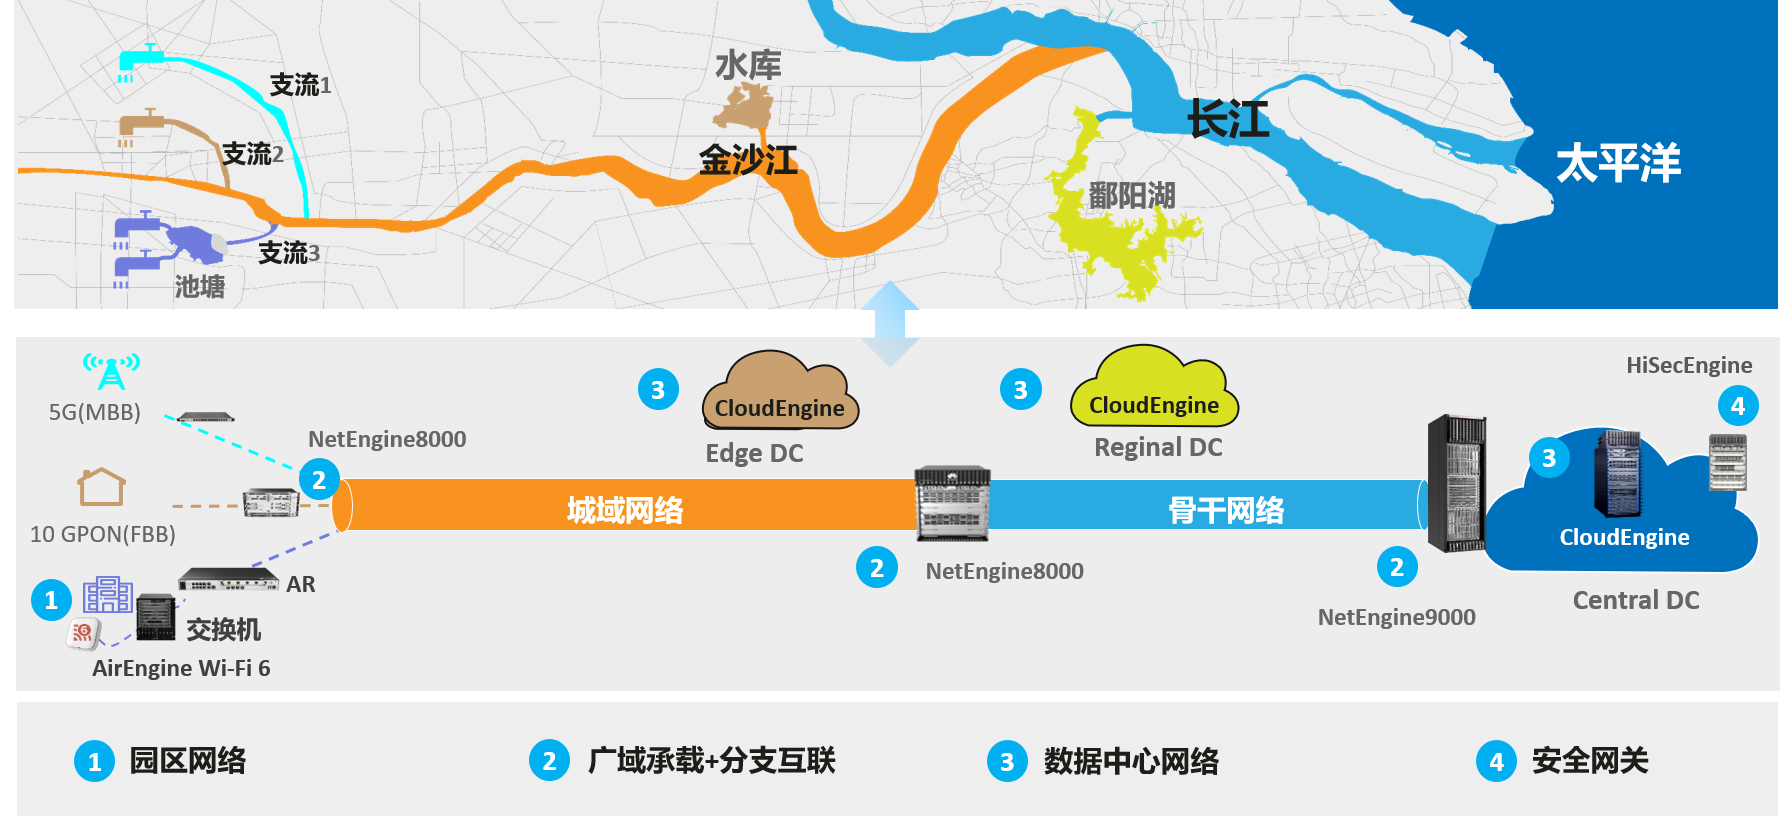 支流1
水库
支流2
金沙江
长江
太平洋
鄱阳湖
支流3
池塘
HiSecEngine
4
3
CloudEngine
Edge DC
3
CloudEngine
Reginal DC
5G(MBB)
NetEngine8000
2
3
城域网络
骨干网络
10 GPON(FBB)
CloudEngine
2
NetEngine8000
2
NetEngine9000
Central DC
1
AR
6
交换机
AirEngine Wi-Fi 6
1 园区网络
2 广域承载+分支互联
3 数据中心网络
4 安全网关